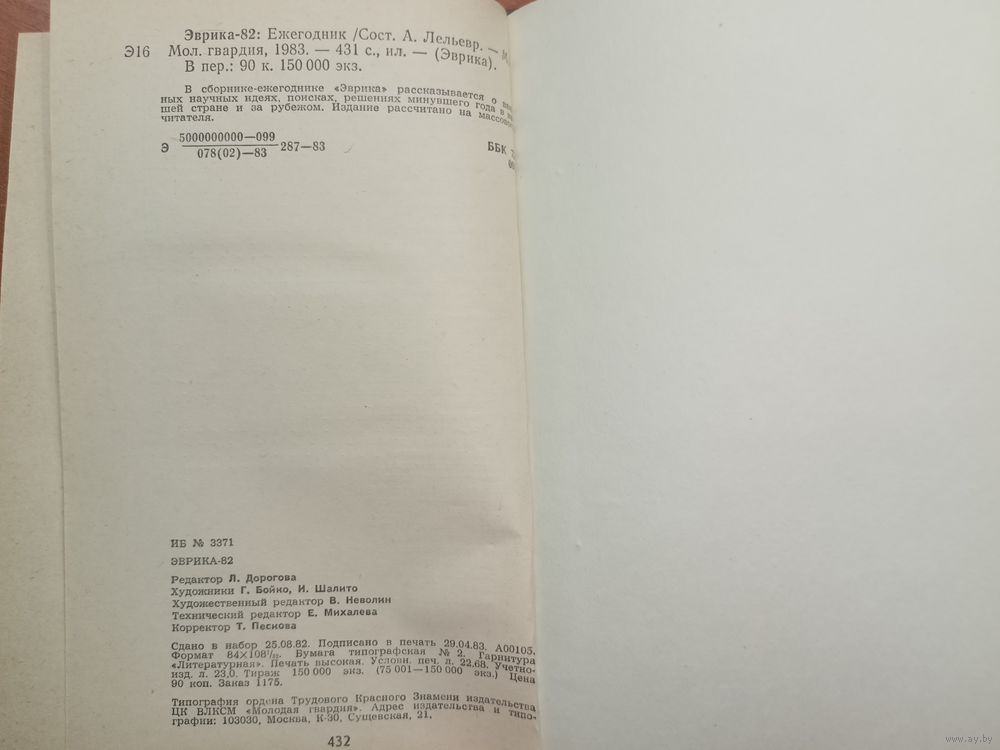 Эврика-82: Ежегодник /Сост. А. Лельевр. —
Э16 Мол. гвардия, 1983. — 431 с., ил. — (Эврика).
В пер.: 90 к. 150 000 экз.
В сборнике-ежегоднике «Эврика» рассказывается о
ных научных идеях, поисках, решениях минувшего года в
шей стране и за рубежом. Издание рассчитано на
читателя.
Э 5000000000—099
078(02)—83 287—83
ББК
ИБ № 3371
ЭВРИКА-82
Редактор Л. Дорогова
Художники Г. Бойко, И. Шалито
Художественный редактор В. Неволин
Технический редактор Е. Михалева
Корректор Т. Пескова
Сдано в набор 25.08.82. Подписано в печать 29.04.83. А00105.
Формат 84×108¹/₃₂. Бумага типографская № 2. Гарнитура
«Литературная». Печать высокая. Условн. печ. л. 22,68. Учетно-
изд. л. 23,0. Тираж 150 000 экз. (75 001—150 000 экз.) Цена
90 коп. Заказ 1175.
Типография ордена Трудового Красного Знамени издательства
ЦК ВЛКСМ «Молодая гвардия». Адрес издательства и типо-
графии: 103030, Москва, К-30, Сущевская, 21.
432
www.ay.by